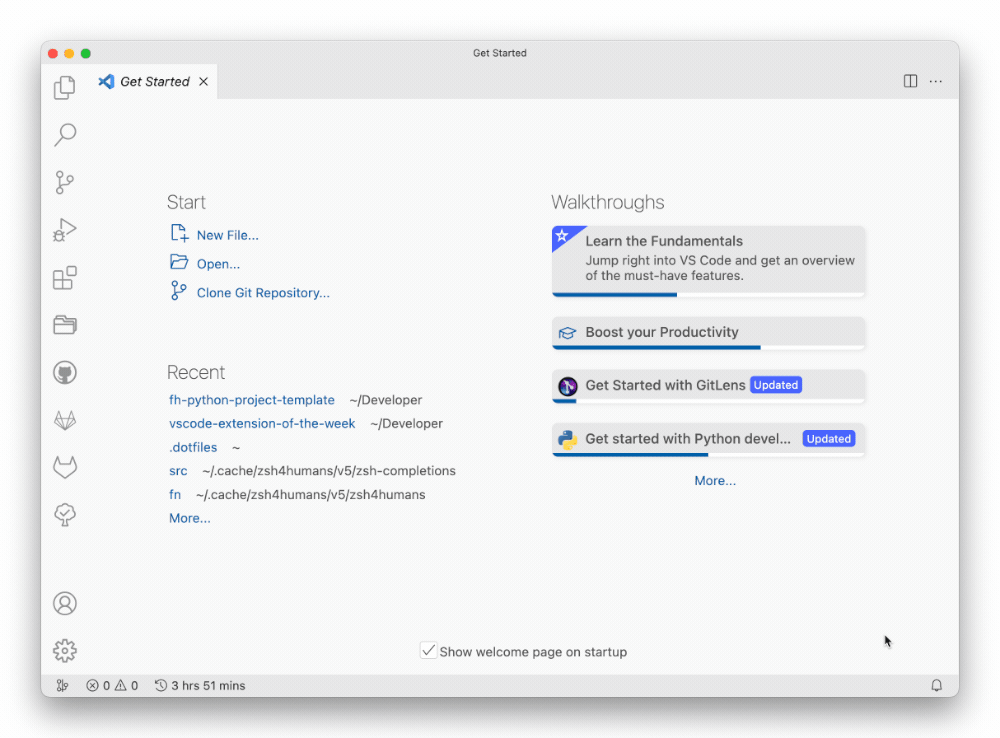 Get Started
Get Started
Start
New File...
Open...
Clone Git Repository...
Recent
fh-python-project-template ~/Developer
vscode-extension-of-the-week ~/Developer
.dotfiles ~
src ~/.cache/zsh4humans/v5/zsh-completions
fn ~/.cache/zsh4humans/v5/zsh4humans
More...
Walkthroughs
Learn the Fundamentals
Jump right into VS Code and get an overview
of the must-have features.
Boost your Productivity
Get Started with GitLens Updated
Get started with Python devel... Updated
More...
Show welcome page on startup
0 0 3 hrs 51 mins